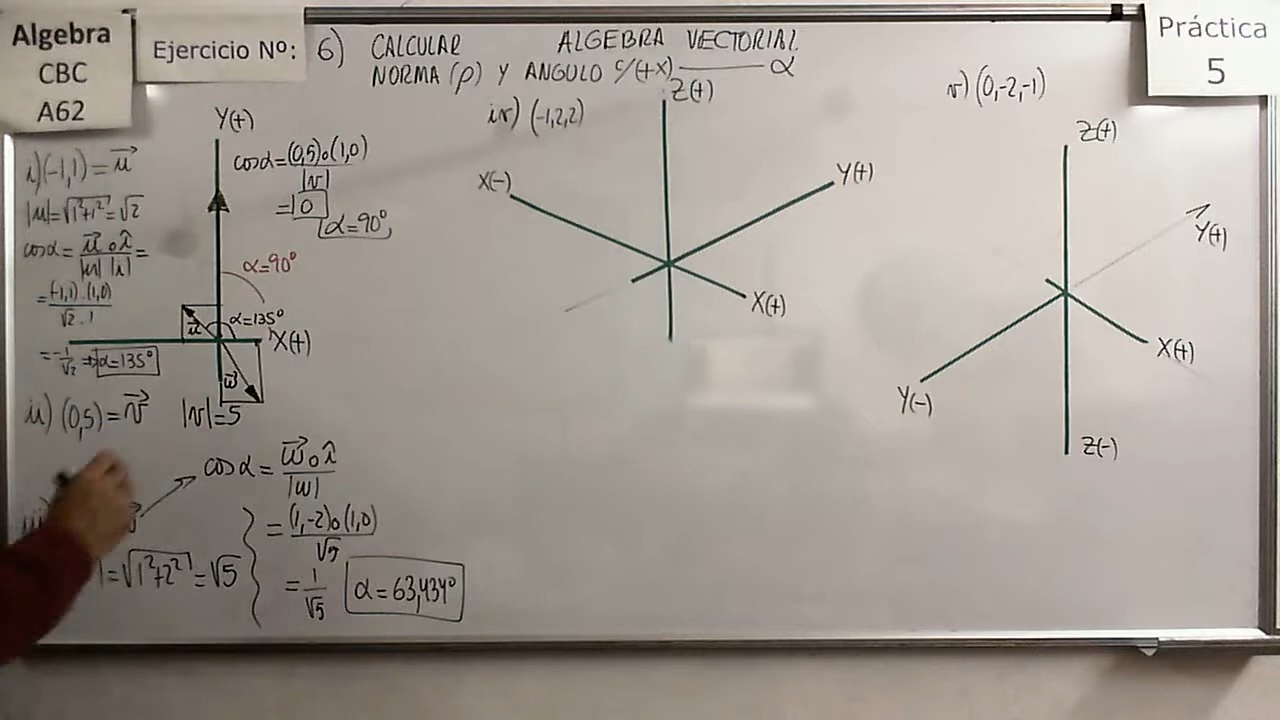 Algebra
CBC
A62
Ejercicio Nº:
6) CALCULAR ALGEBRA VECTORIAL
NORMA (ρ) Y ANGULO c/(+x) α
Práctica
5
i) (-1,1) = u⃗
|u| = √1²+1² = √2
cosα = u⃗ ∘ î / |u| |i| =
= (-1,1) . (1,0) / √2 . 1
= -1/√2 ⇒ α=135°
Y(+)
cosα = (0,5)∘(1,0) / |v|
= 0
α=90°
α=90°
α=135°
u⃗
X(+)
w⃗
ii) (0,5) = v⃗
|v|=5
cosα = w⃗ ∘ î / |w|
= (1,-2)∘(1,0) / √5
= √1²+2² = √5
= 1/√5
α = 63,434°
iv) (-1,2,2)
Z(+)
X(-)
Y(+)
X(+)
v) (0,-2,-1)
Z(+)
Y(+)
X(+)
Y(-)
Z(-)